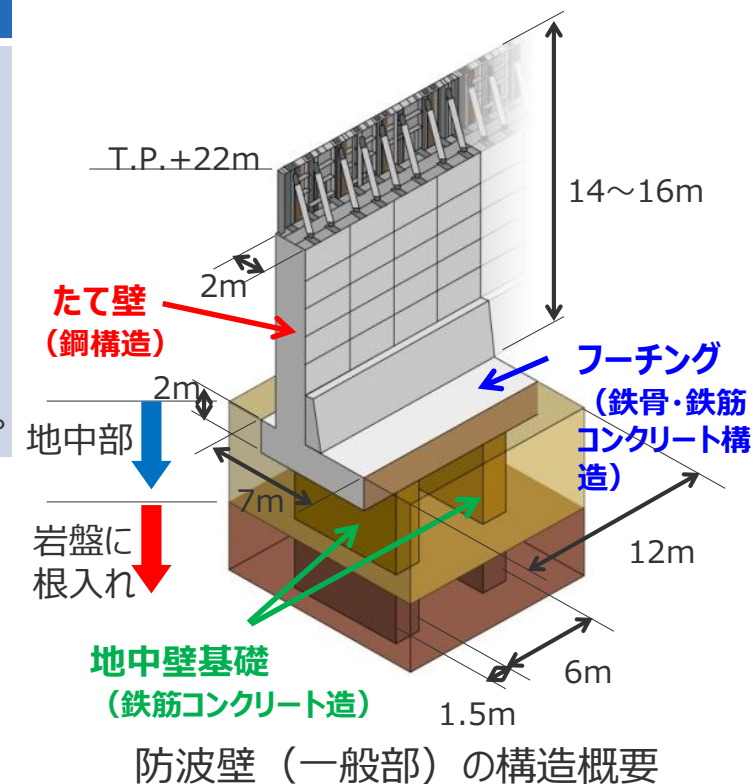 T.P.+22m
14～16m
2m
たて壁
（鋼構造）
フーチング
（鉄骨・鉄筋
コンクリート構
造）
2m
。
地中部
7m
12m
岩盤に
根入れ
6m
地中壁基礎
（鉄筋コンクリート造）
1.5m
防波壁（一般部）の構造概要